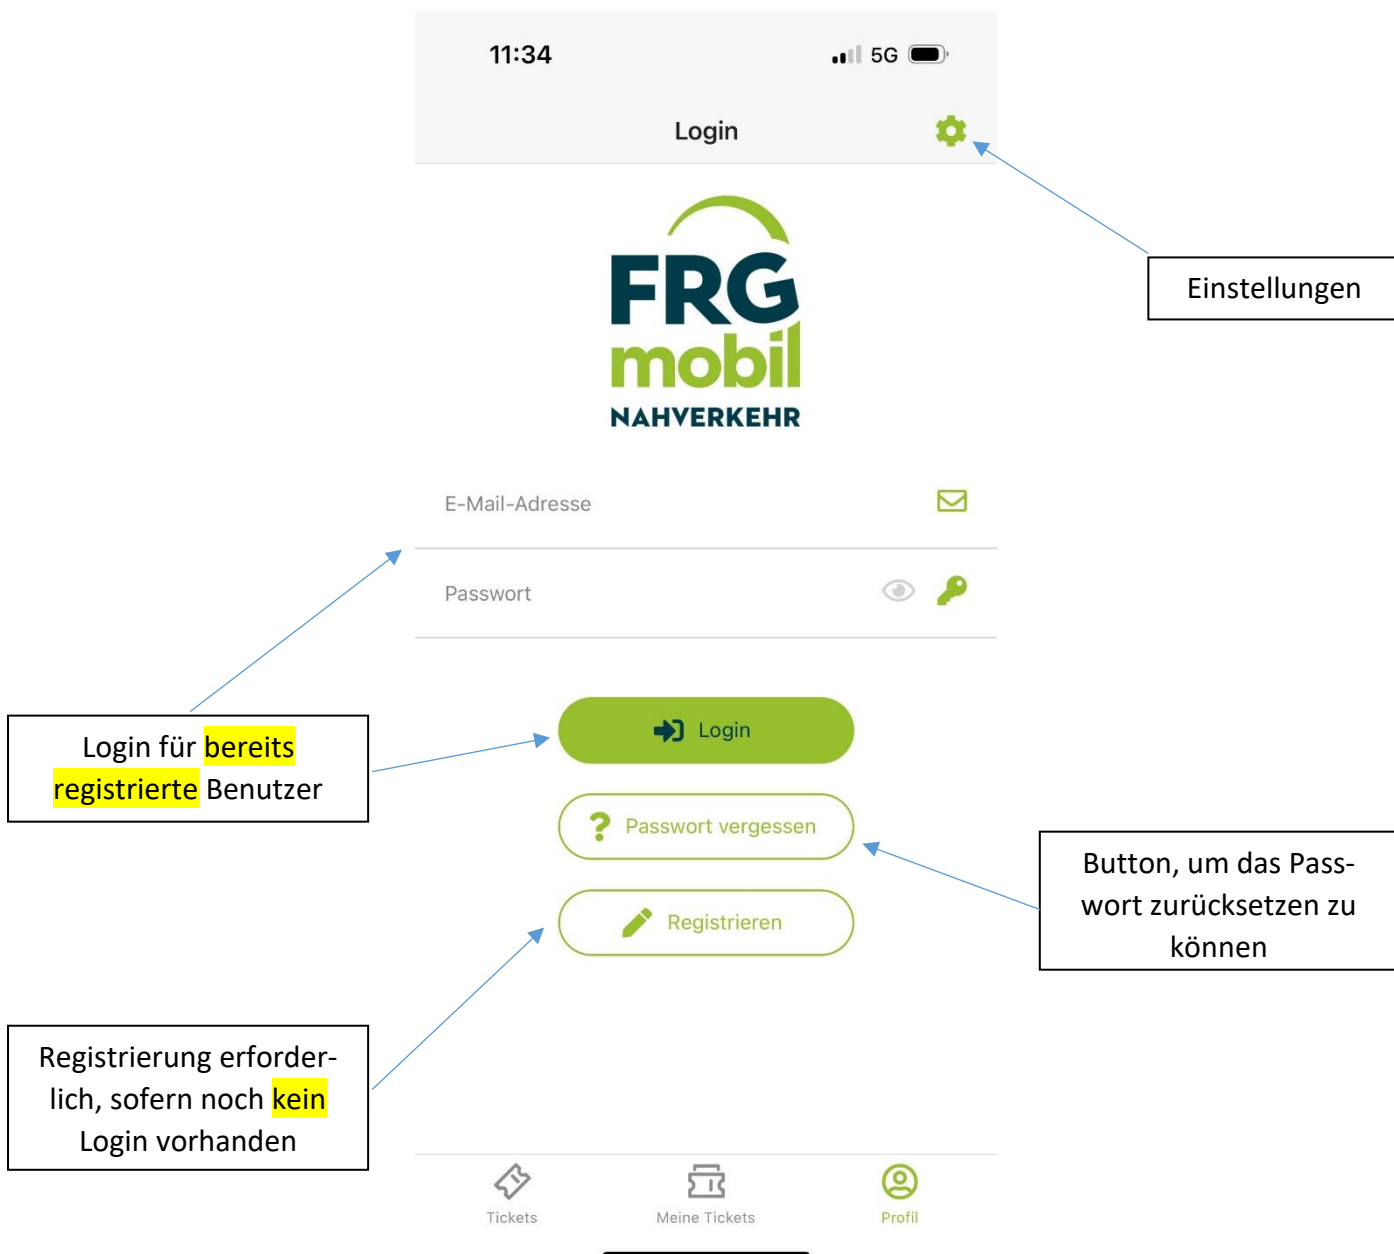 11:34
5G
Login
Einstellungen
FRG
mobil
NAHVERKEHR
E-Mail-Adresse
Passwort
Login für bereits
registrierte Benutzer
Login
? Passwort vergessen
Button, um das Pass-
wort zurücksetzen zu
können
Registrieren
Registrierung erforder-
lich, sofern noch kein
Login vorhanden
Tickets
Meine Tickets
Profil